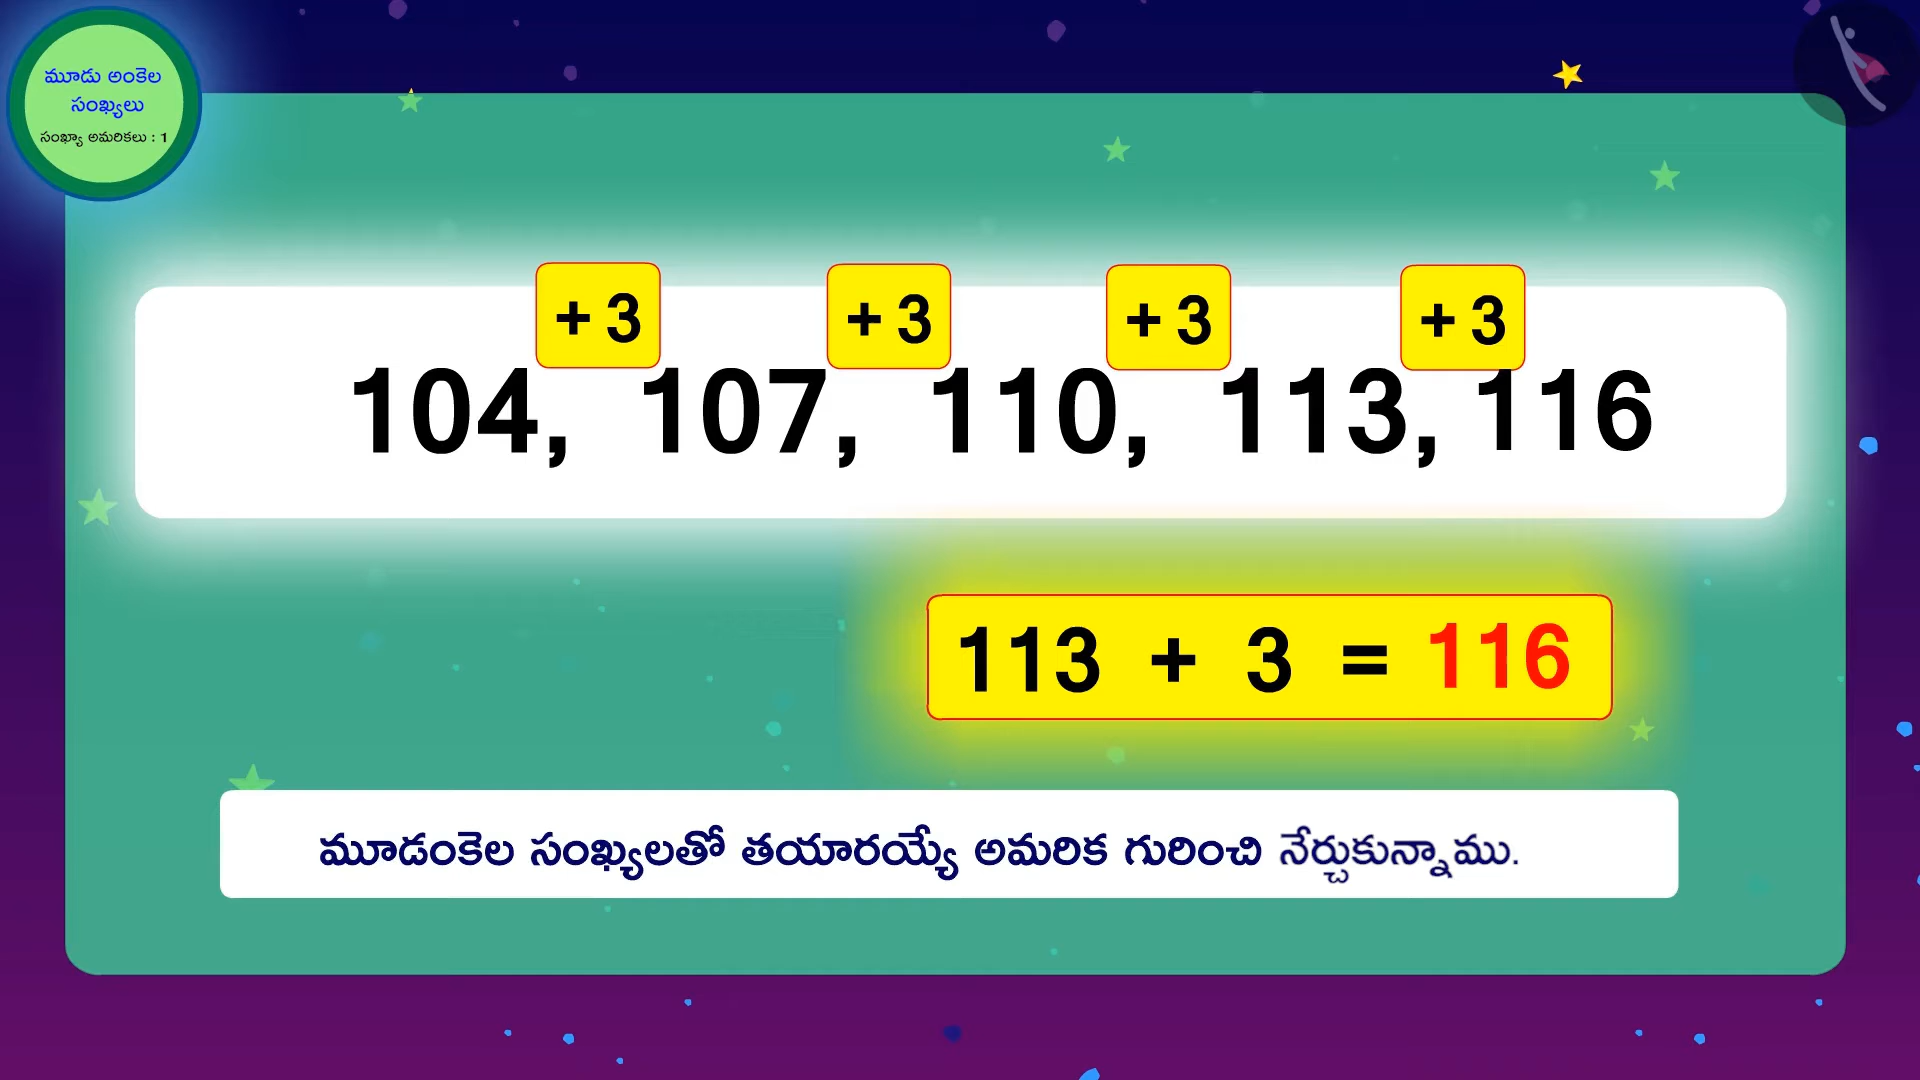 మూడు అంకెల
సంఖ్యలు
సంఖ్యా అమరికలు : 1
+ 3 + 3 + 3 + 3
104, 107, 110, 113, 116
113 + 3 = 116
మూడంకెల సంఖ్యలతో తయారయ్యే అమరిక గురించి నేర్చుకున్నాము.